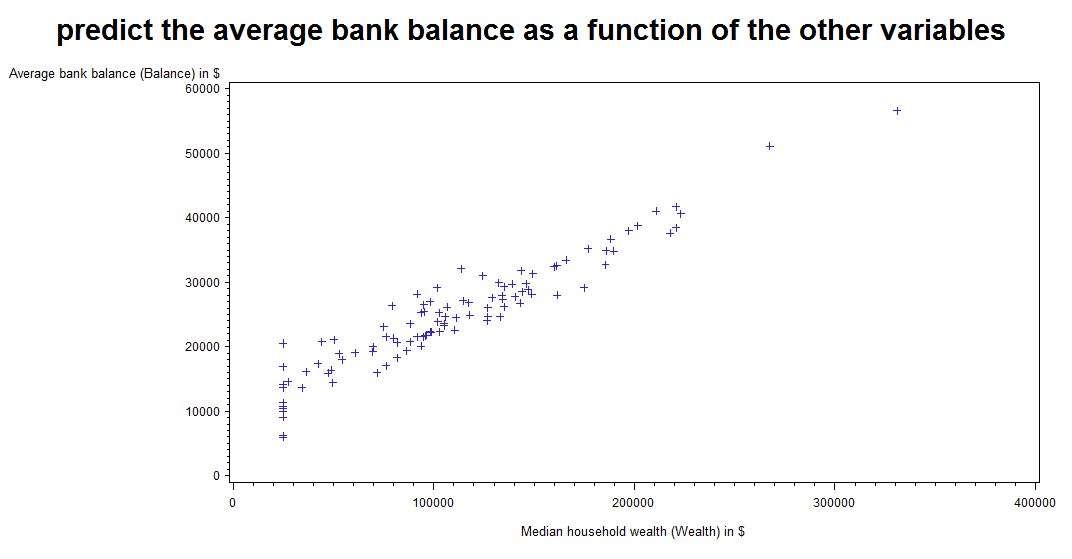 predict the average bank balance as a function of the other variables
Average bank balance (Balance) in $
60000
50000
40000
30000
20000
10000
0
0 100000 200000 300000 400000
Median household wealth (Wealth) in $